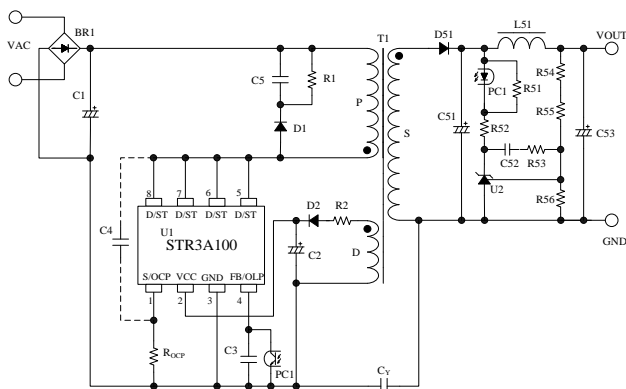 VAC
BR1
C1
C5
R1
D1
T1
P
S
D51
L51
VOUT
PC1
R51
R54
R55
C51
R52
C53
C52
R53
U2
R56
GND
8
7
6
5
D/ST
D/ST
D/ST
D/ST
C4
U1
STR3A100
S/OCP
VCC
GND
FB/OLP
1
2
3
4
D2
R2
C2
D
ROCP
C3
PC1
CY